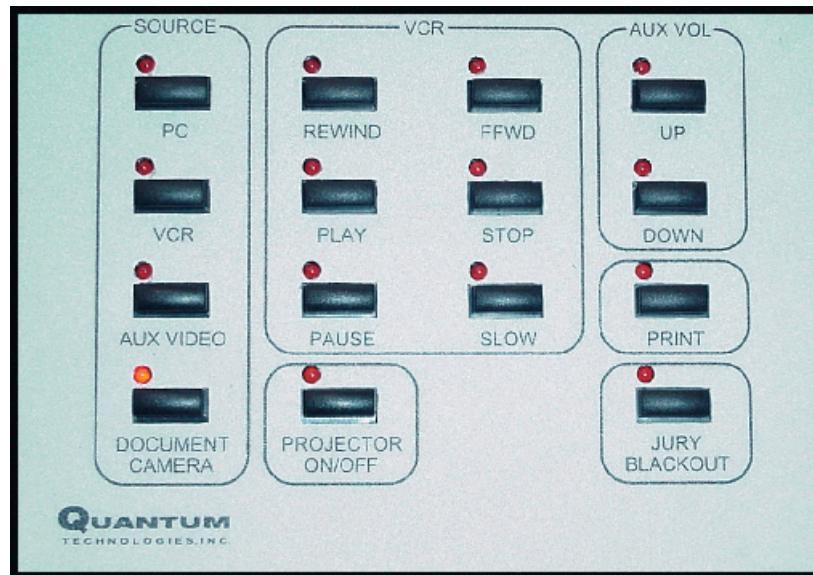 SOURCE
PC
VCR
AUX VIDEO
DOCUMENT
CAMERA
VCR
REWIND FFWD
PLAY STOP
PAUSE SLOW
PROJECTOR
ON/OFF
AUX VOL
UP
DOWN
PRINT
JURY
BLACKOUT
QUANTUM
TECHNOLOGIES, INC.